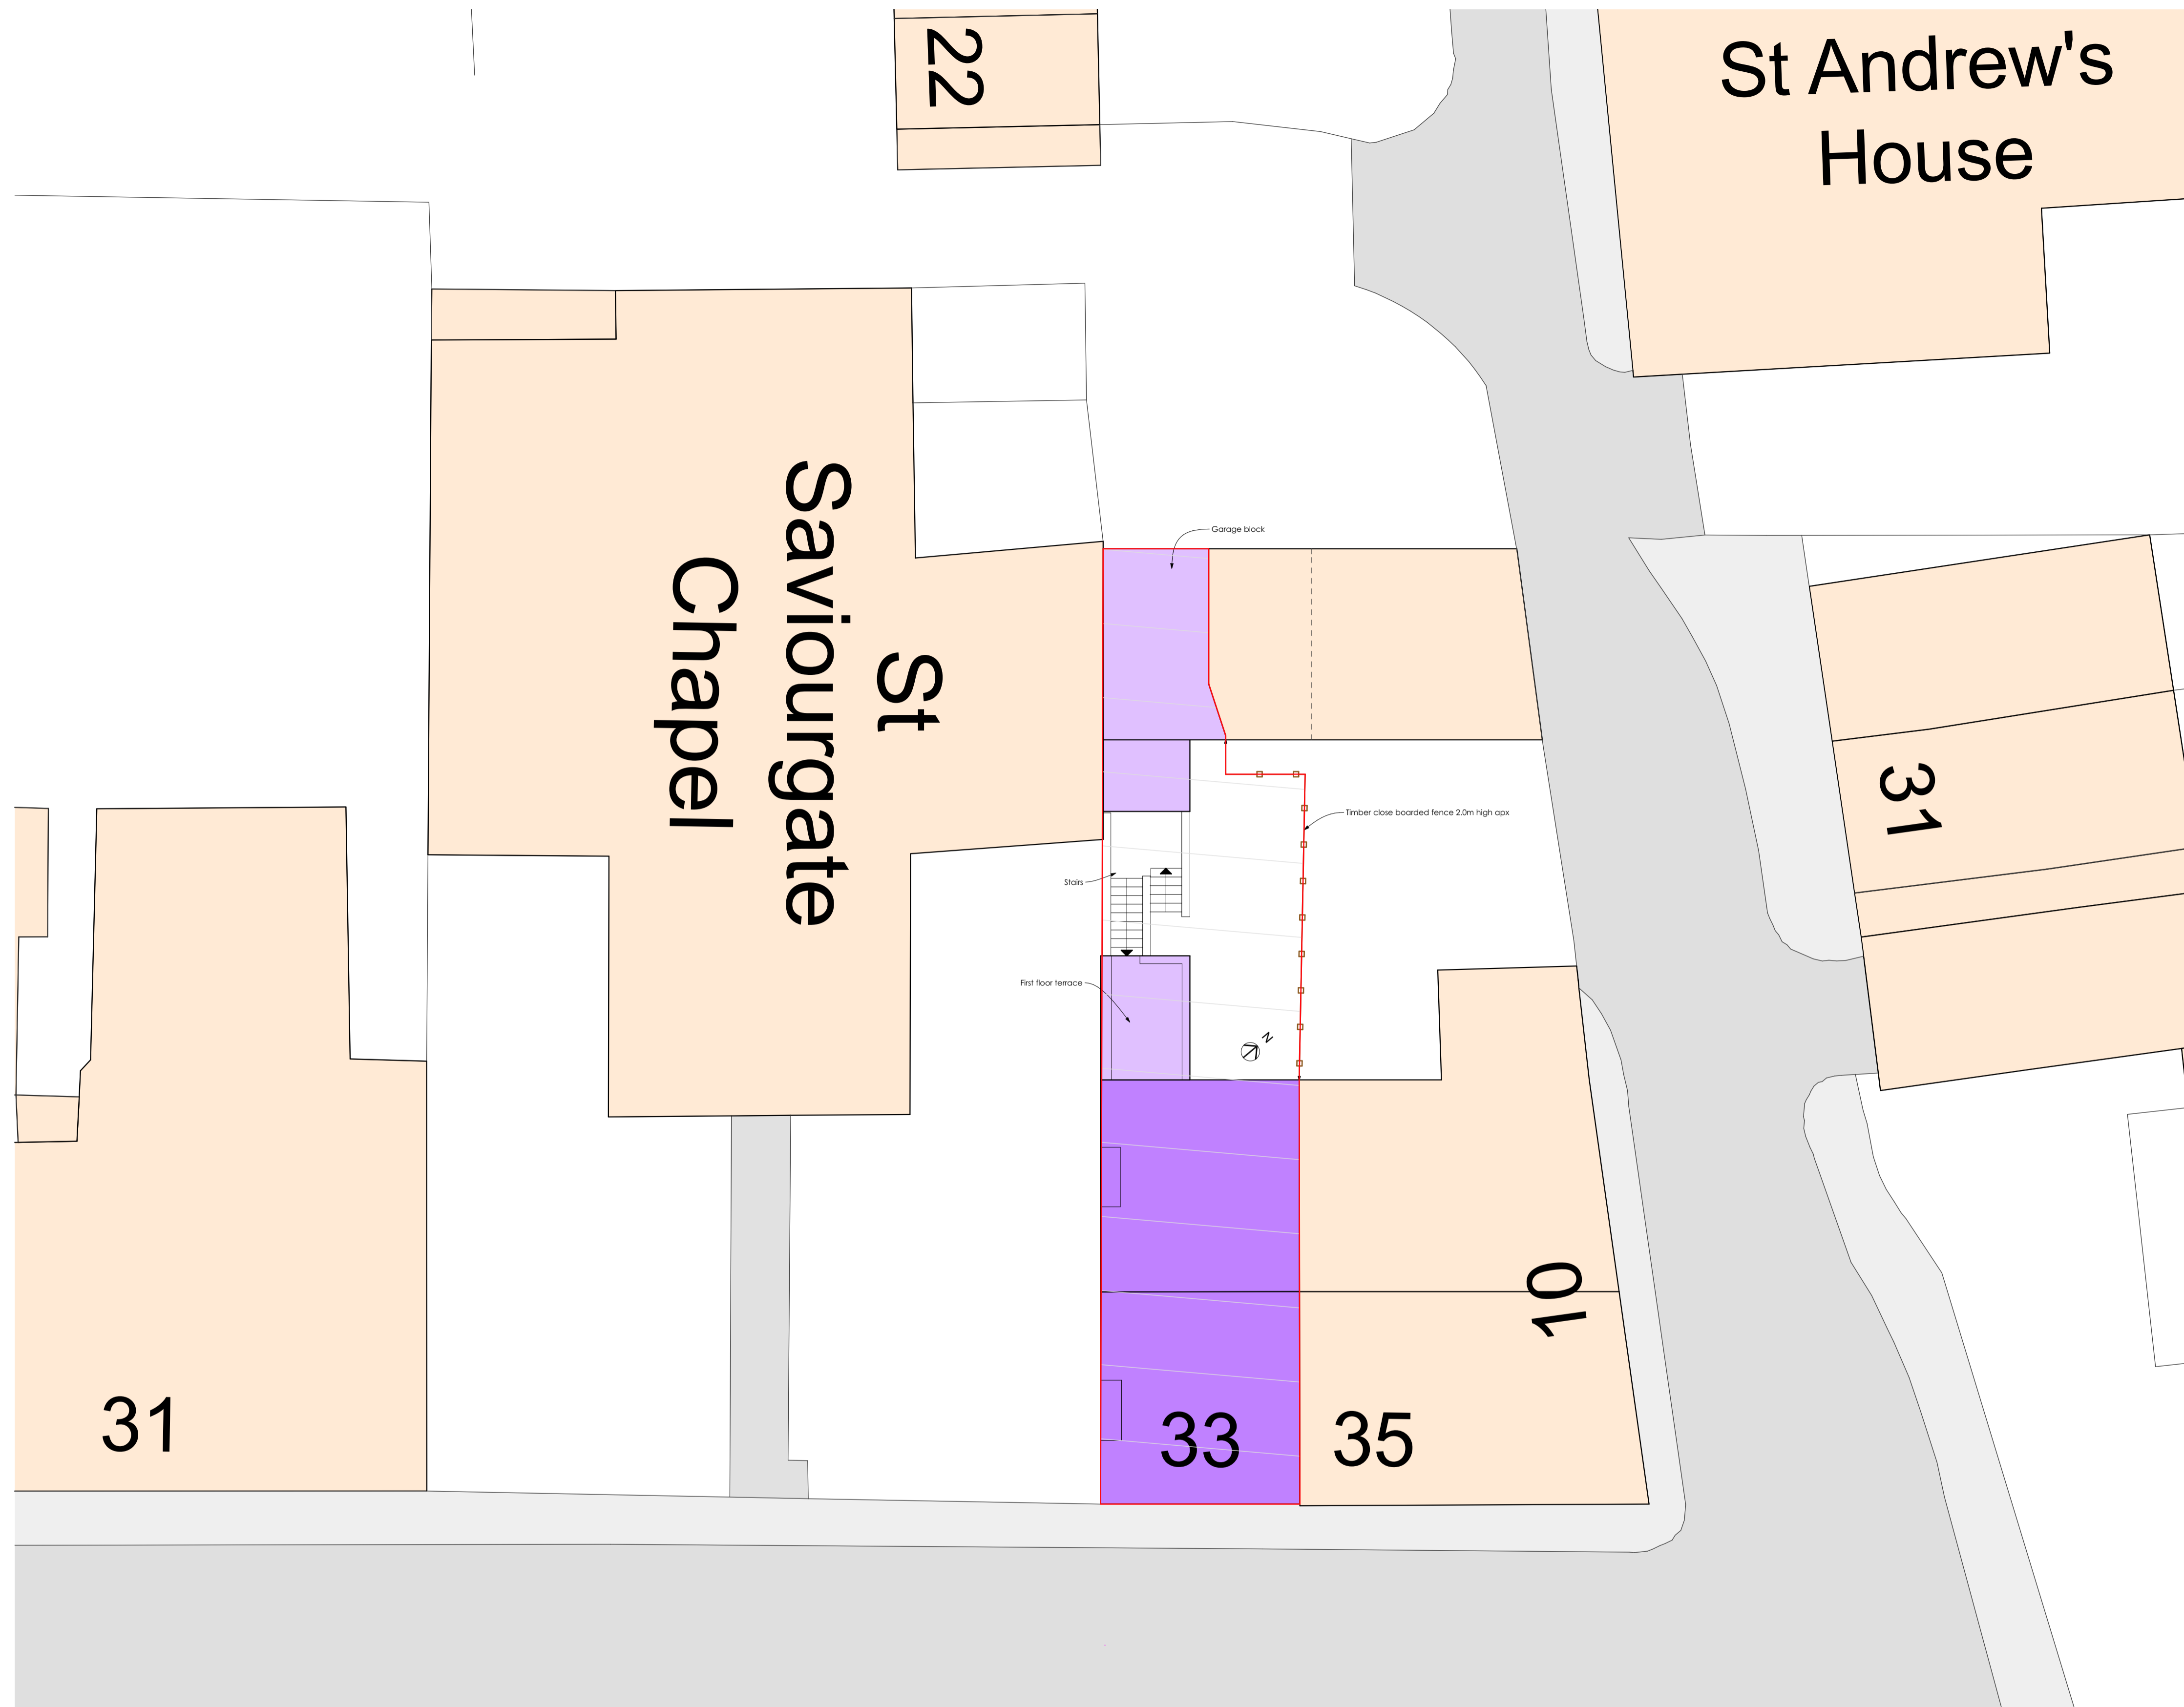 22
St Andrew's
House
St
Saviourgate
Chapel
Garage block
31
Timber close boarded fence 2.0m high apx
Stairs
First floor terrace
N
10
31
33
35